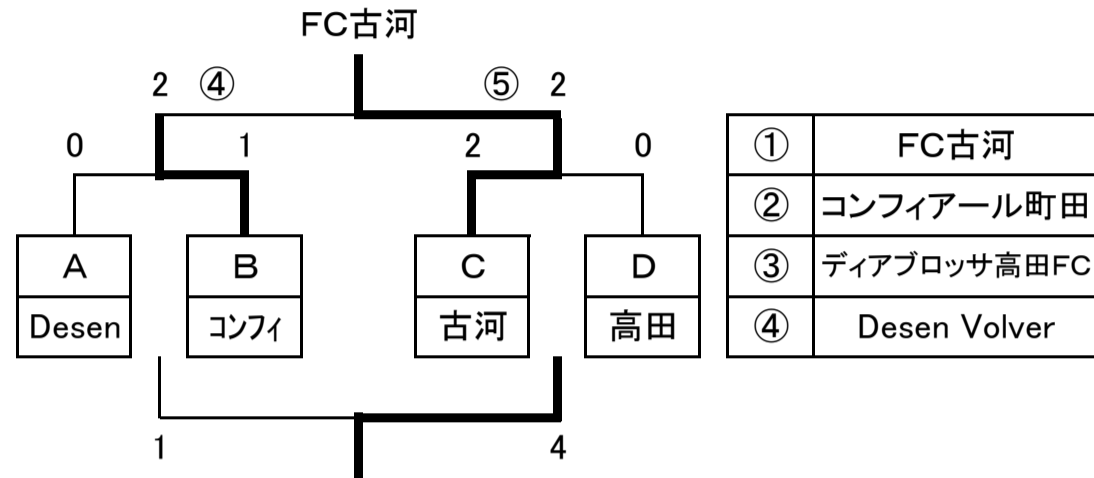 FC古河
2 ④ ⑤ 2
0 1 2 0
A B C D
Desen コンフィ 古河 高田
1 4
① FC古河
② コンフィアール町田
③ ディアブロッサ高田FC
④ Desen Volver